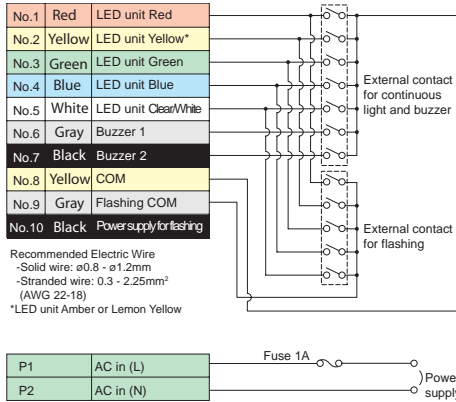 No.1 Red LED unit Red
No.2 Yellow LED unit Yellow*
No.3 Green LED unit Green
No.4 Blue LED unit Blue
No.5 White LED unit Clear/White
No.6 Gray Buzzer 1
No.7 Black Buzzer 2
No.8 Yellow COM
No.9 Gray Flashing COM
No.10 Black Power supply for flashing
External contact
for continuous
light and buzzer
External contact
for flashing
Recommended Electric Wire
-Solid wire: ø0.8 - ø1.2mm
-Stranded wire: 0.3 - 2.25mm²
(AWG 22-18)
*LED unit Amber or Lemon Yellow
P1 AC in (L)
P2 AC in (N)
Fuse 1A
Powe
supply